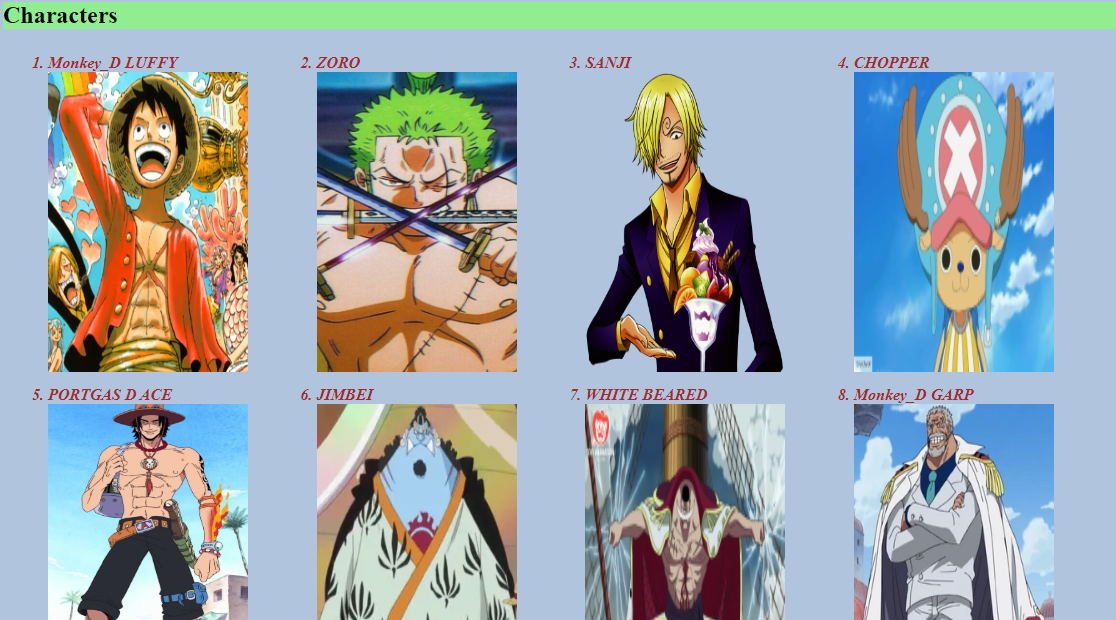 Characters
1. Monkey_D LUFFY
2. ZORO
3. SANJI
4. CHOPPER
5. PORTGAS D ACE
6. JIMBEI
7. WHITE BEARED
8. Monkey_D GARP